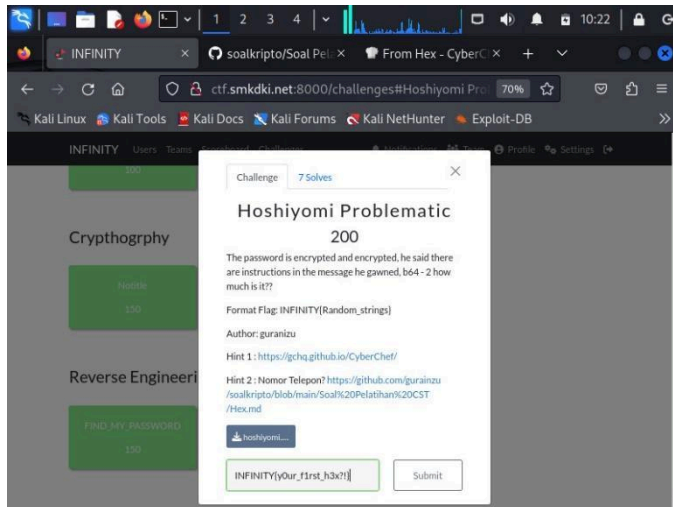 1 2 3 4
10:22
INFINITY
soalkripto/Soal Pel
From Hex - CyberC
ctf.smkdki.net:8000/challenges#Hoshiyomi Pro
70%
Kali Linux Kali Tools Kali Docs Kali Forums Kali NetHunter Exploit-DB
INFINITY Users Teams Scoreboard Challenges Notifications Team Profile Settings
100
Challenge 7 Solves
Hoshiyomi Problematic
200
The password is encrypted and encrypted, he said there
are instructions in the message he gawned, b64 - 2 how
much is it??
Format Flag: INFINITY{Random_strings}
Author: guranizu
Hint 1 : https://gchq.github.io/CyberChef/
Hint 2 : Nomor Telepon? https://github.com/gurainzu
/soalkripto/blob/main/Soal%20Pelatihan%20CST
/Hex.md
hoshiyomi....
INFINITY{y0ur_f1rst_h3x?!}
Submit
Crypthogrphy
150
Reverse Engineeri
FIND_MY_PASSWORD
150